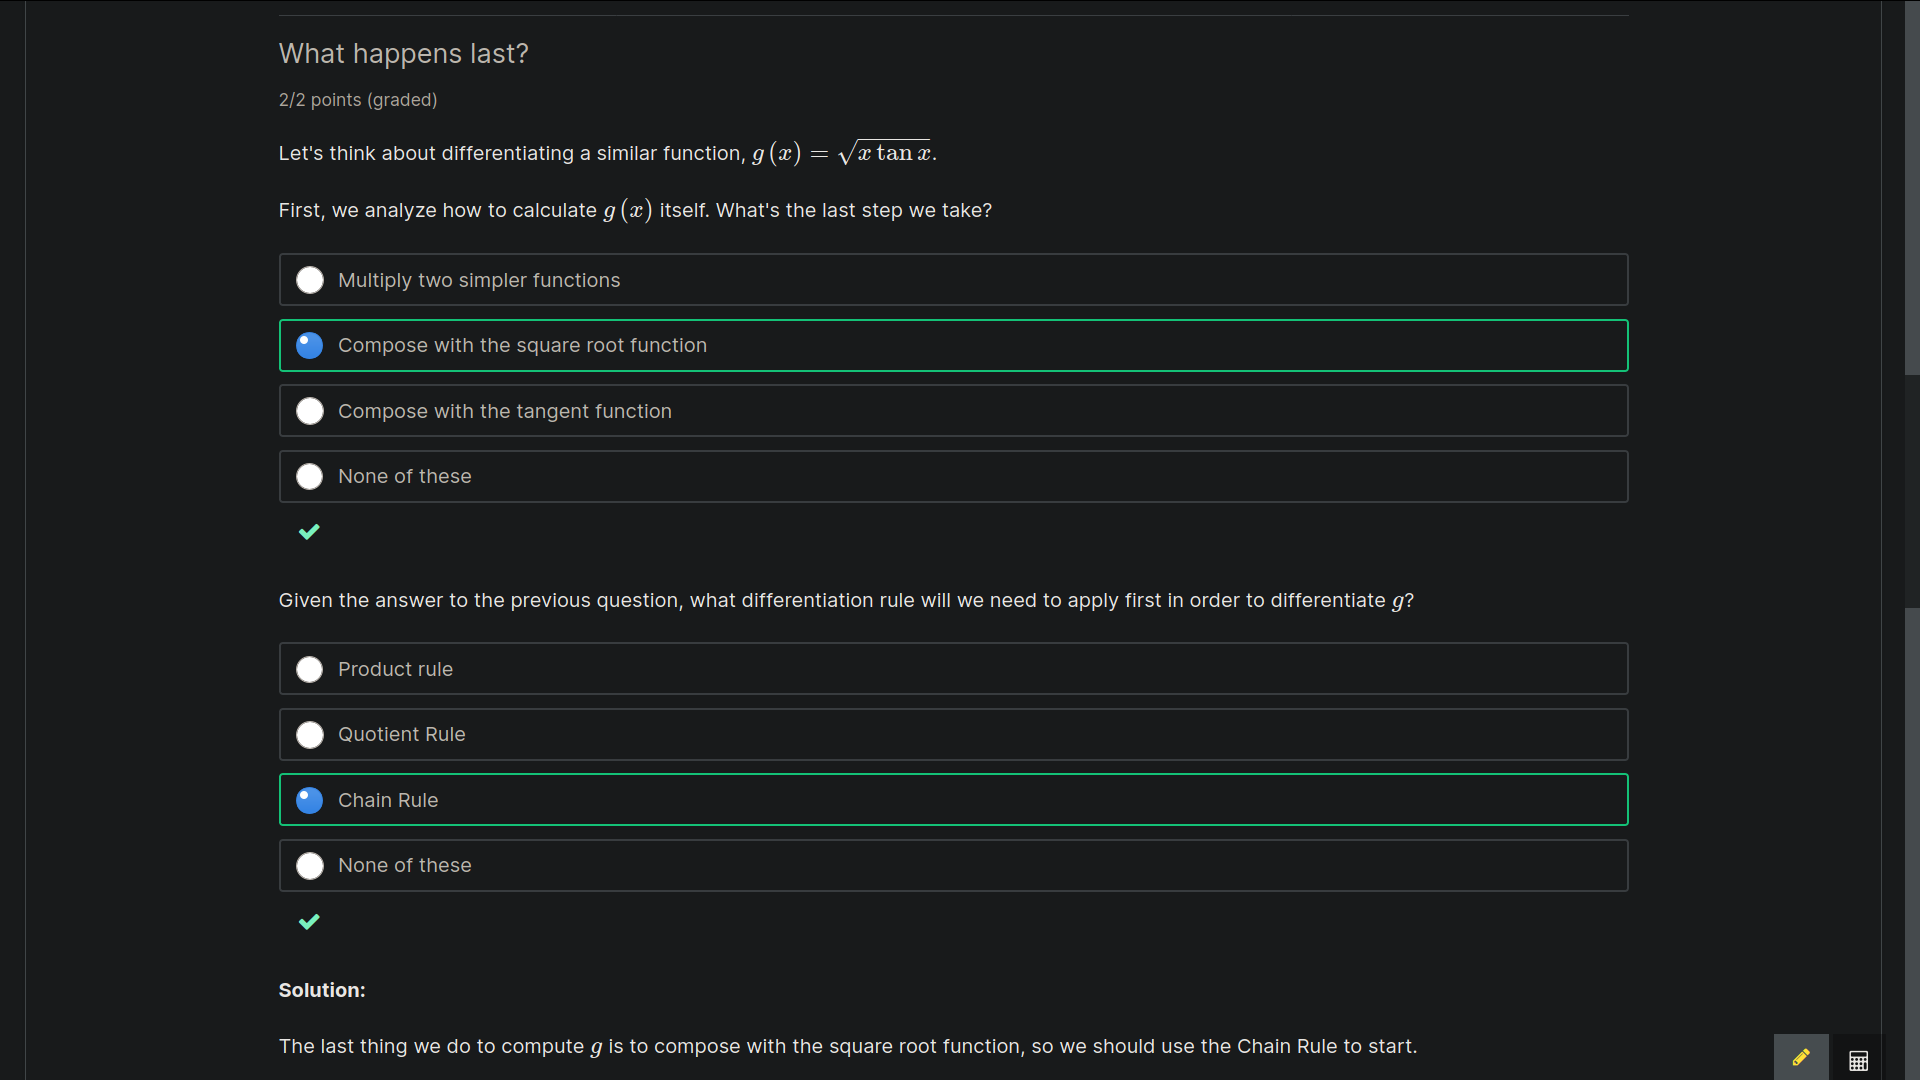 What happens last?
2/2 points (graded)
Let's think about differentiating a similar function, g (x) = √(x tan x).
First, we analyze how to calculate g (x) itself. What's the last step we take?
Multiply two simpler functions
Compose with the square root function
Compose with the tangent function
None of these
Given the answer to the previous question, what differentiation rule will we need to apply first in order to differentiate g?
Product rule
Quotient Rule
Chain Rule
None of these
Solution:
The last thing we do to compute g is to compose with the square root function, so we should use the Chain Rule to start.